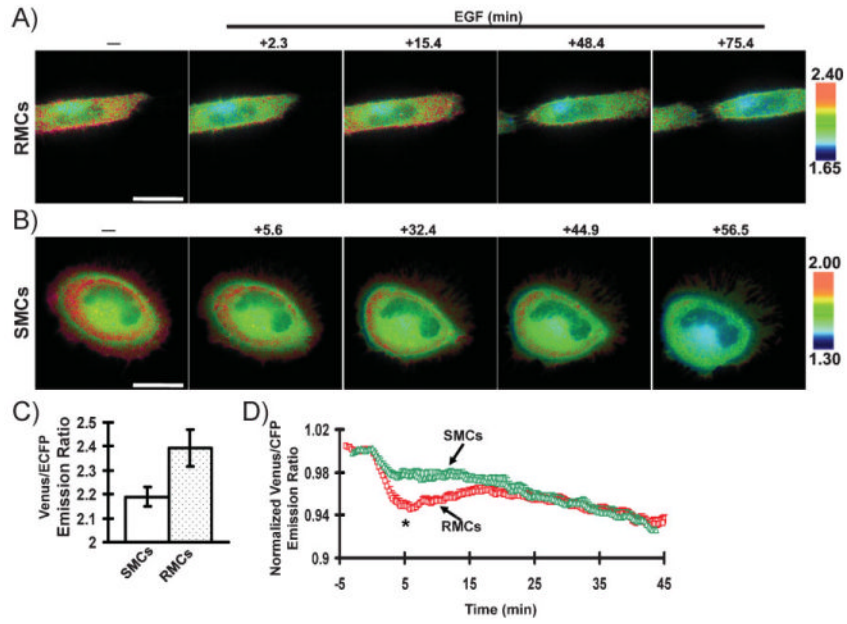 A)
EGF (min)
— +2.3 +15.4 +48.4 +75.4
RMCs
2.40
1.65
B)
— +5.6 +32.4 +44.9 +56.5
SMCs
2.00
1.30
C)
Venus/ECFP
Emission Ratio
2.5
2.4
2.3
2.2
2.1
2
SMCs
RMCs
D)
Normalized Venus/CFP
Emission Ratio
1.02
0.98
0.94
0.9
SMCs
RMCs
*
-5 5 15 25 35 45
Time (min)